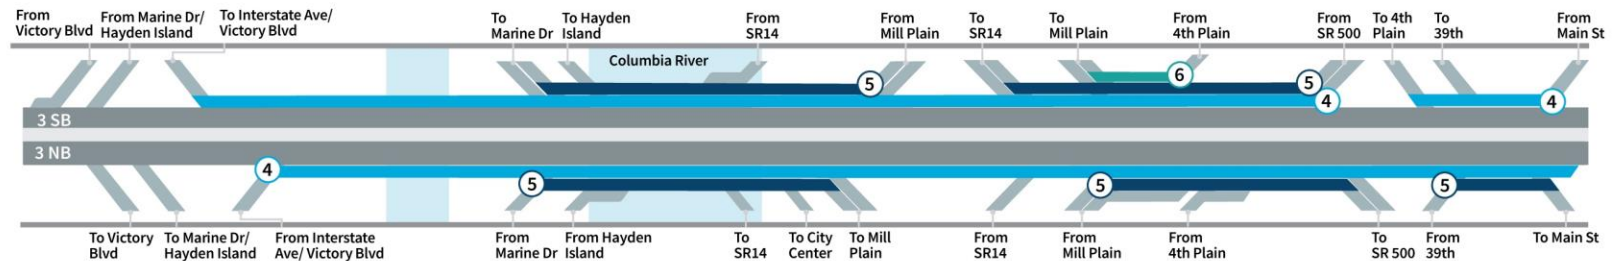 From
Victory Blvd
From Marine Dr/
Hayden Island
To Interstate Ave/
Victory Blvd
To
Marine Dr
To Hayden
Island
From
SR14
From
Mill Plain
To
SR14
To
Mill Plain
From
4th Plain
From
SR 500
To 4th
Plain
To
39th
From
Main St
Columbia River
6
5
5
4
4
3 SB
3 NB
4
5
5
5
To Victory
Blvd
To Marine Dr/
Hayden Island
From Interstate
Ave/ Victory Blvd
From
Marine Dr
From Hayden
Island
To
SR14
To City
Center
To Mill
Plain
From
SR14
From
Mill Plain
From
4th Plain
To
SR 500
From
39th
To Main St